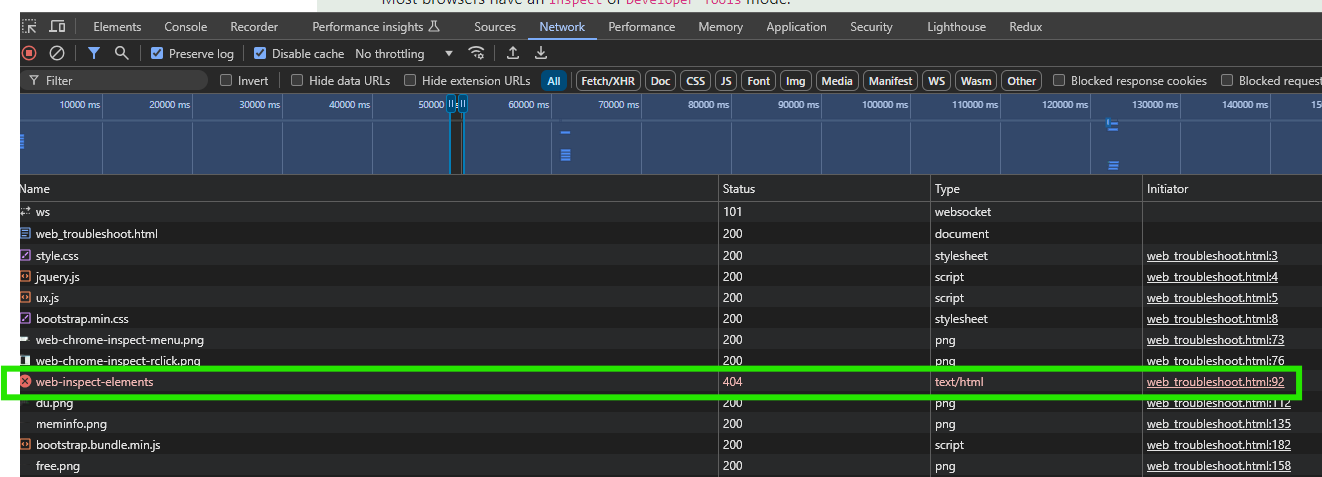 Most browsers have an Inspect or Developer Tools mode.
Elements Console Recorder Performance insights Sources Network Performance Memory Application Security Lighthouse Redux
Preserve log Disable cache No throttling
Filter Invert Hide data URLs Hide extension URLs All Fetch/XHR Doc CSS JS Font Img Media Manifest WS Wasm Other Blocked response cookies Blocked request
10000 ms 20000 ms 30000 ms 40000 ms 50000 60000 ms 70000 ms 80000 ms 90000 ms 100000 ms 110000 ms 120000 ms 130000 ms 140000 ms 15
Name Status Type Initiator
ws 101 websocket
web_troubleshoot.html 200 document
style.css 200 stylesheet web_troubleshoot.html:3
jquery.js 200 script web_troubleshoot.html:4
ux.js 200 script web_troubleshoot.html:5
bootstrap.min.css 200 stylesheet web_troubleshoot.html:8
web-chrome-inspect-menu.png 200 png web_troubleshoot.html:73
web-chrome-inspect-rclick.png 200 png web_troubleshoot.html:76
web-inspect-elements 404 text/html web_troubleshoot.html:92
du.png 200 png web_troubleshoot.html:112
meminfo.png 200 png web_troubleshoot.html:135
bootstrap.bundle.min.js 200 script web_troubleshoot.html:182
free.png 200 png web_troubleshoot.html:158